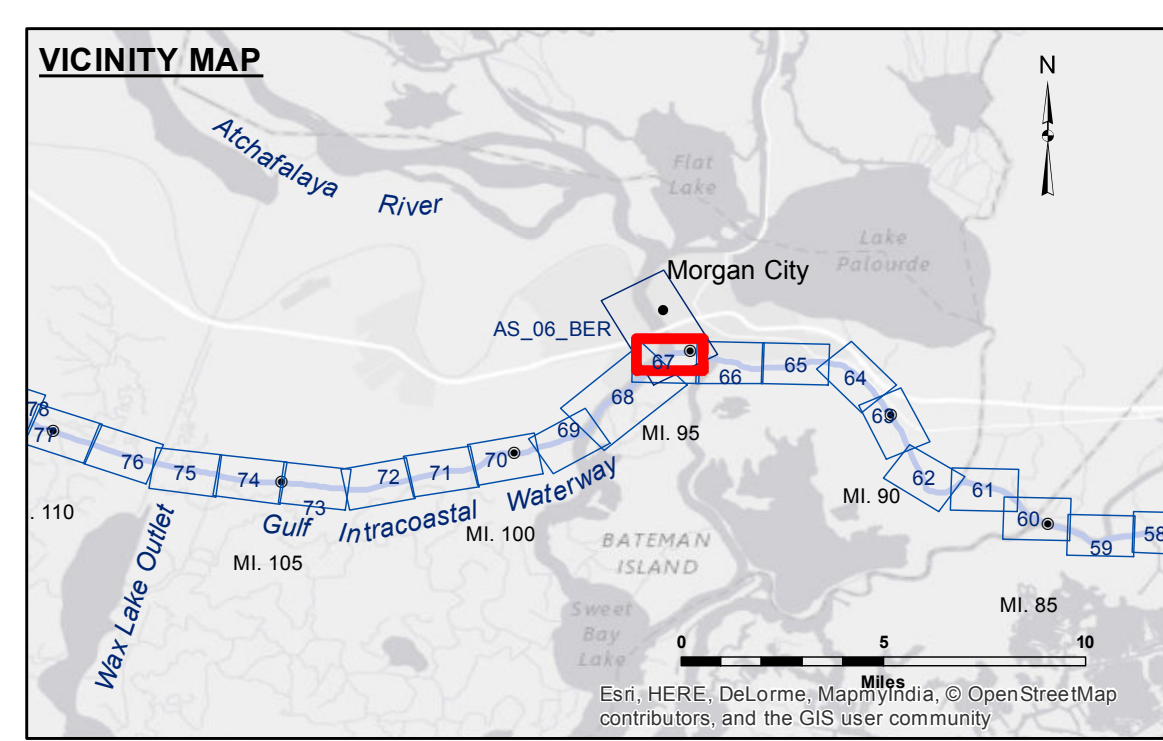 VICINITY MAP
N
Atchafalaya
River
Flat
Lake
Lake
Palourde
Morgan City
AS_06_BER
67
66
65
64
63
68
MI. 95
62
61
60
59
58
MI. 90
69
70
71
72
73
74
75
76
77
78
. 110
Gulf Intracoastal Waterway
MI. 100
MI. 105
Wax Lake Outlet
BATEMAN
ISLAND
Sweet
Bay
Lake
MI. 85
0 5 10
Miles
Esri, HERE, DeLorme, MapmyIndia, © OpenStreetMap
contributors, and the GIS user community